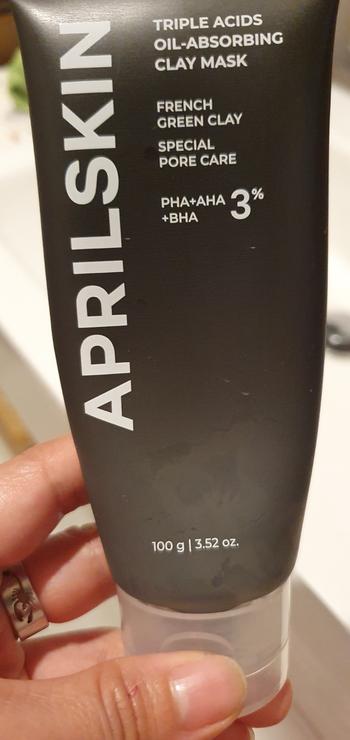 APRILSKIN
TRIPLE ACIDS
OIL-ABSORBING
CLAY MASK
FRENCH
GREEN CLAY
SPECIAL
PORE CARE
PHA+AHA 3%
+BHA
100 g | 3.52 oz.